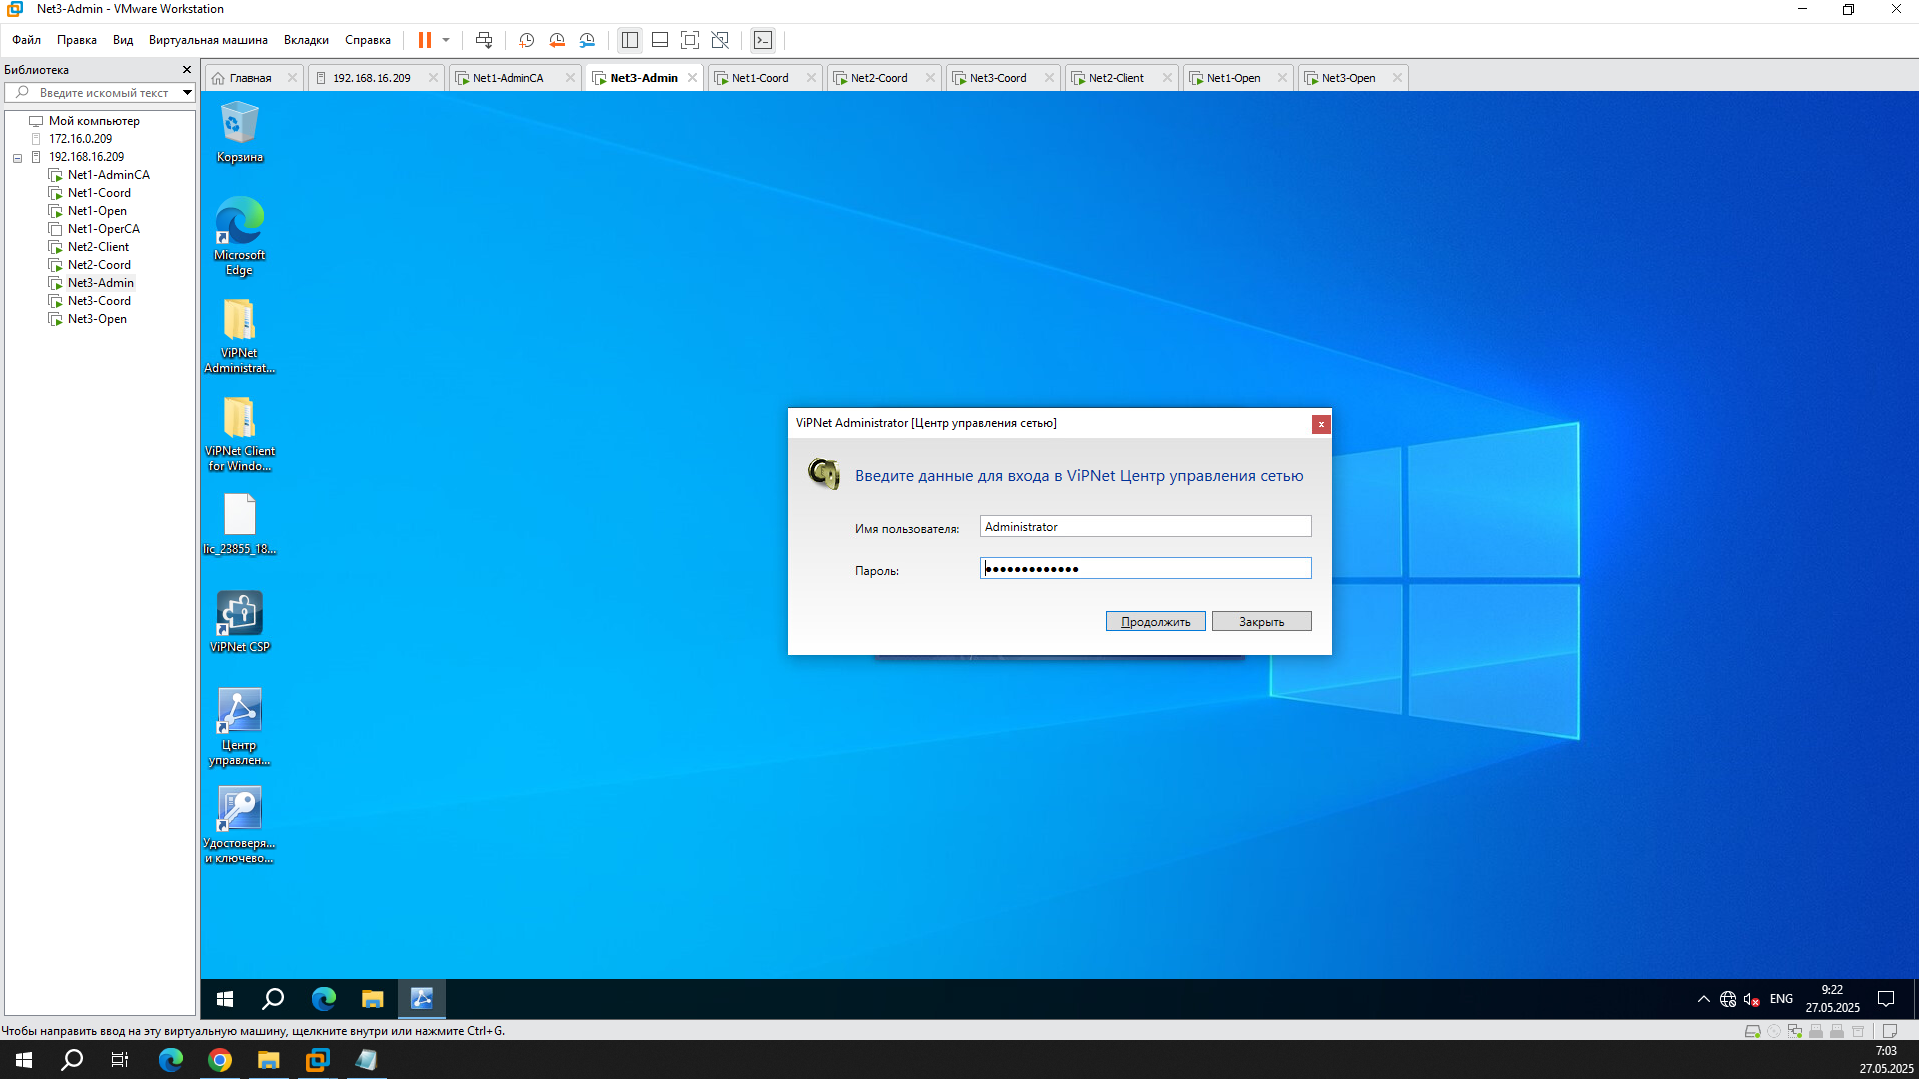 Net3-Admin - VMware Workstation
Файл Правка Вид Виртуальная машина Вкладки Справка
Библиотека
Введите искомый текст
Мой компьютер
172.16.0.209
192.168.16.209
Net1-AdminCA
Net1-Coord
Net1-Open
Net1-OperCA
Net2-Client
Net2-Coord
Net3-Admin
Net3-Coord
Net3-Open
Главная 192.168.16.209 Net1-AdminCA Net3-Admin Net1-Coord Net2-Coord Net3-Coord Net2-Client Net1-Open Net3-Open
Корзина
Microsoft
Edge
ViPNet
Administrat...
ViPNet Client
for Windo...
lic_23855_18...
ViPNet CSP
Центр
управлен...
Удостоверя...
и ключево...
ViPNet Administrator [Центр управления сетью]
Введите данные для входа в ViPNet Центр управления сетью
Имя пользователя: Administrator
Пароль: •••••••••••••
Продолжить Закрыть
ENG
9:22
27.05.2025
Чтобы направить ввод на эту виртуальную машину, щелкните внутри или нажмите Ctrl+G.
7:03
27.05.2025